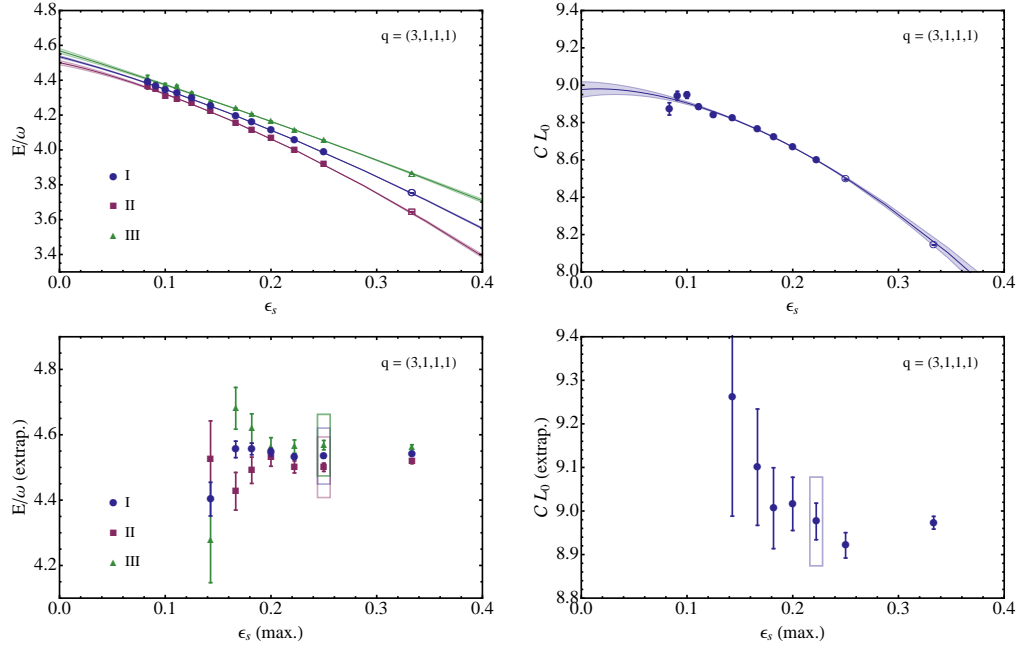 4.8
4.6
4.4
4.2
4.0
3.8
3.6
3.4
E/ω
q = (3,1,1,1)
I
II
III
0.0 0.1 0.2 0.3 0.4
ϵs
9.4
9.2
9.0
8.8
8.6
8.4
8.2
8.0
C L0
q = (3,1,1,1)
0.0 0.1 0.2 0.3 0.4
ϵs
4.8
4.6
4.4
4.2
E/ω (extrap.)
q = (3,1,1,1)
I
II
III
0.0 0.1 0.2 0.3 0.4
ϵs (max.)
9.4
9.3
9.2
9.1
9.0
8.9
8.8
C L0 (extrap.)
q = (3,1,1,1)
0.0 0.1 0.2 0.3 0.4
ϵs (max.)